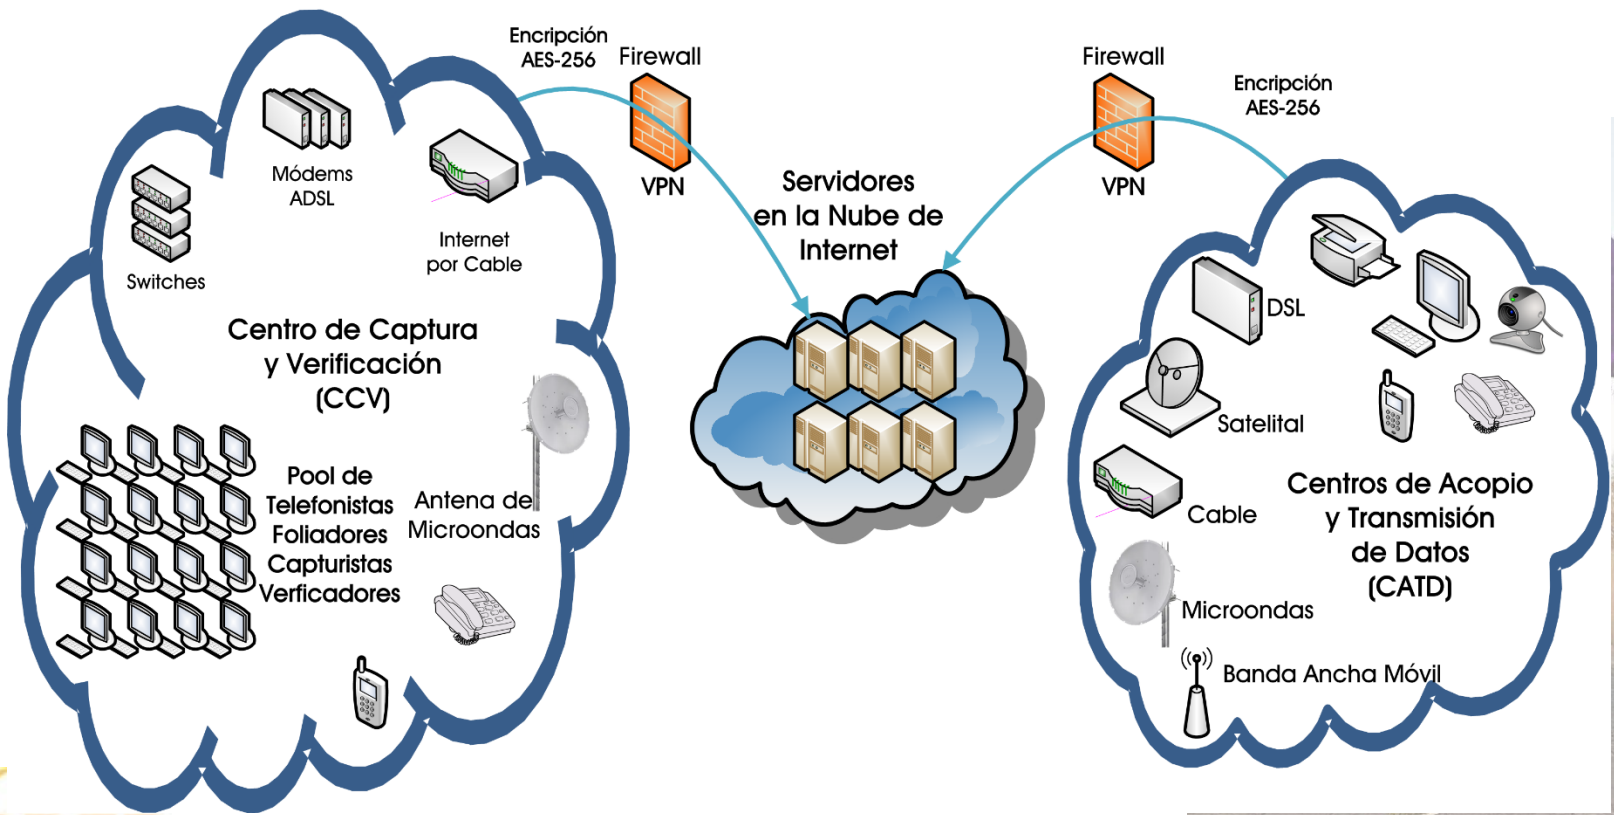 Encripción
AES-256
Firewall
VPN
Módems
ADSL
Switches
Internet
por Cable
Centro de Captura
y Verificación
(CCV)
Pool de
Telefonistas
Foliadores
Capturistas
Verficadores
Antena de
Microondas
Servidores
en la Nube de
Internet
Firewall
VPN
Encripción
AES-256
DSL
Satelital
Cable
Microondas
Banda Ancha Móvil
Centros de Acopio
y Transmisión
de Datos
(CATD)